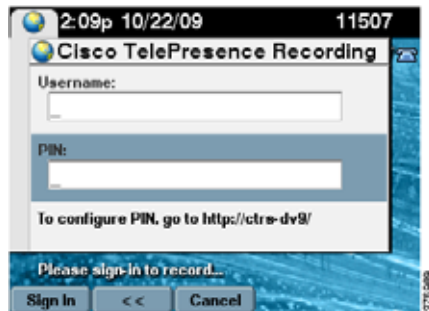 2:09p 10/22/09 11507
Cisco TelePresence Recording
Username:
PIN:
To configure PIN, go to http://ctrs-dv9/
Please sign-in to record...
Sign In << Cancel